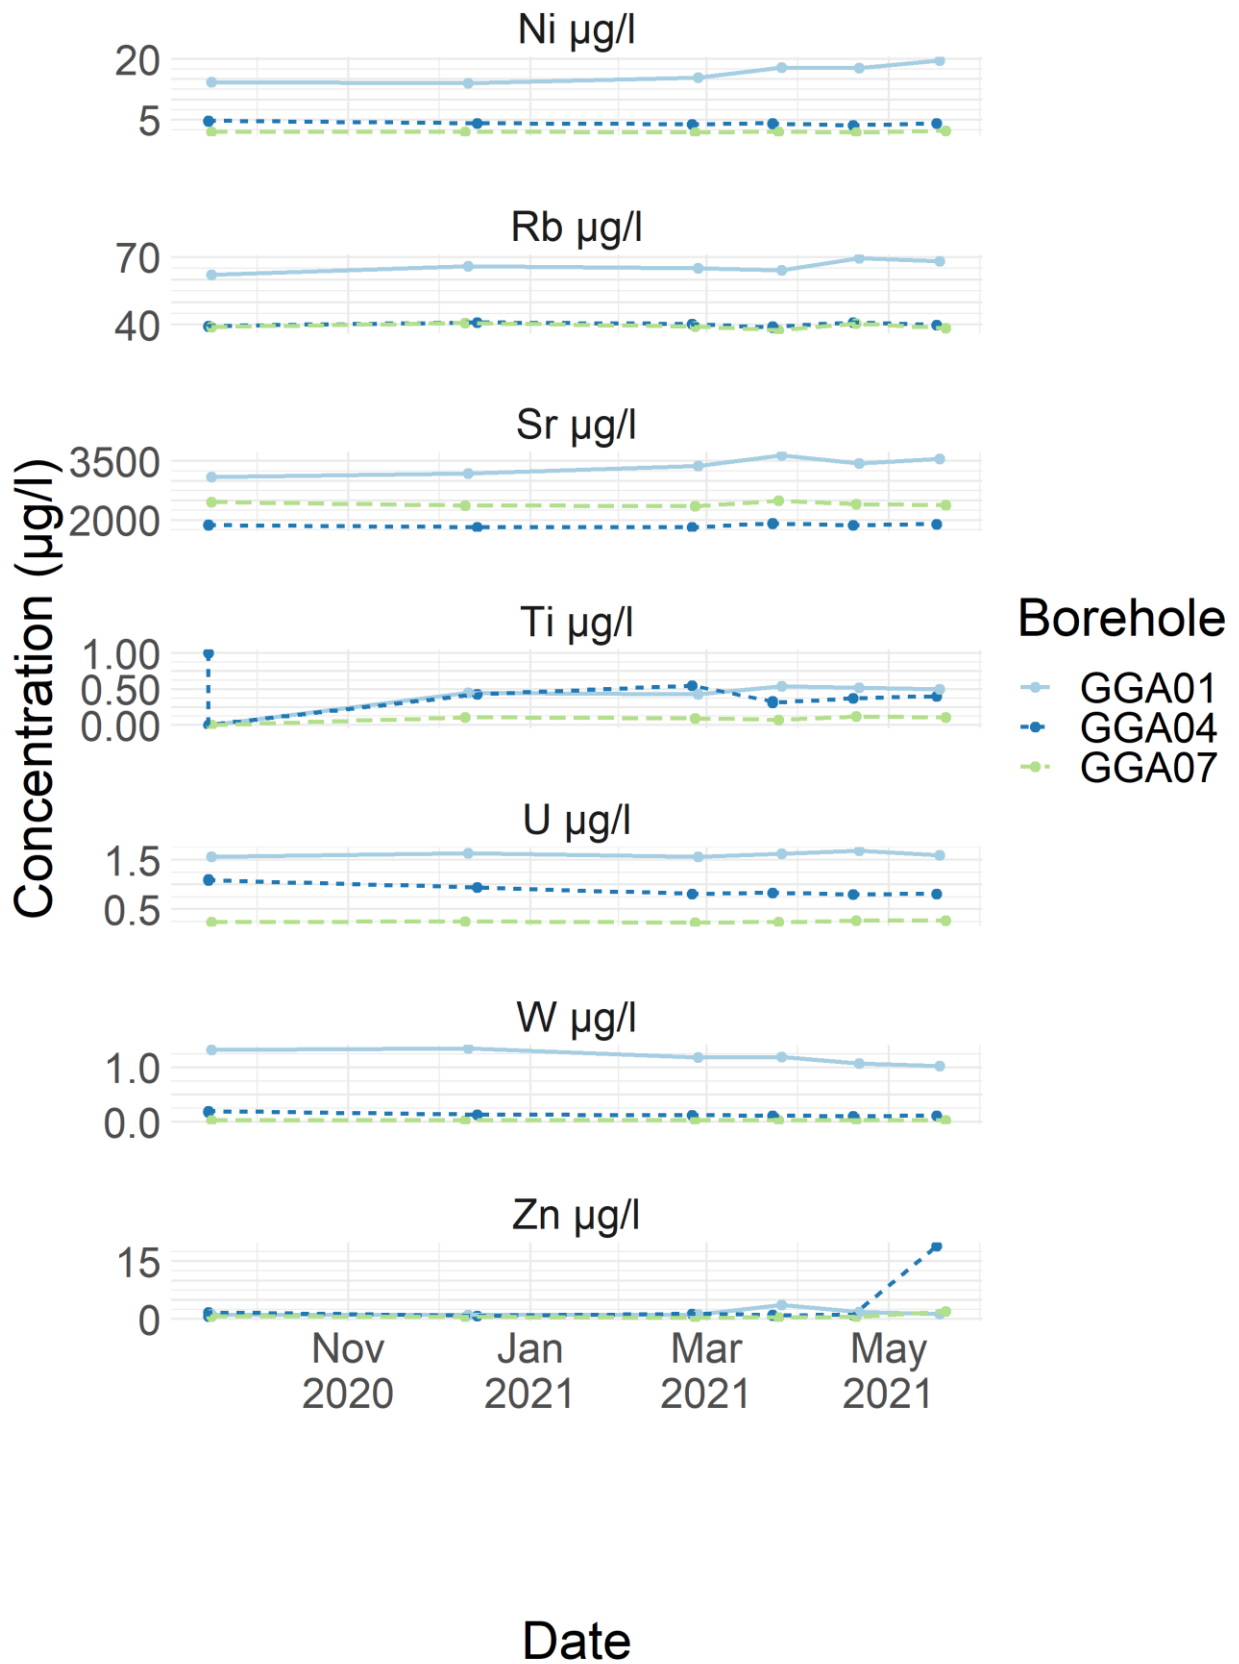 Ni µg/l
20
5
Rb µg/l
70
40
Sr µg/l
3500
2000
Ti µg/l
1.00
0.50
0.00
U µg/l
1.5
0.5
W µg/l
1.0
0.0
Zn µg/l
15
0
Nov Jan Mar May
2020 2021 2021 2021
Date
Concentration (µg/l)
Borehole
GGA01
GGA04
GGA07